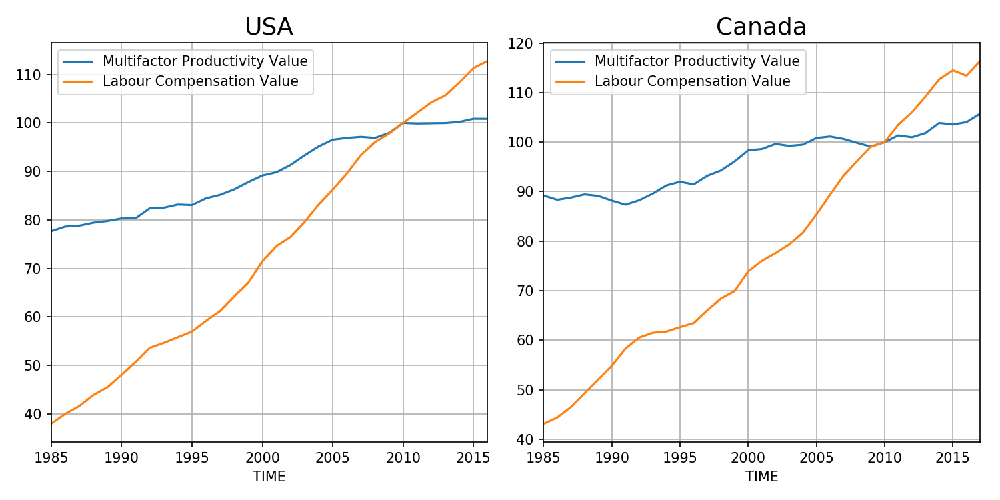 USA
Multifactor Productivity Value
Labour Compensation Value
110
100
90
80
70
60
50
40
1985 1990 1995 2000 2005 2010 2015
TIME
Canada
Multifactor Productivity Value
Labour Compensation Value
120
110
100
90
80
70
60
50
40
1985 1990 1995 2000 2005 2010 2015
TIME